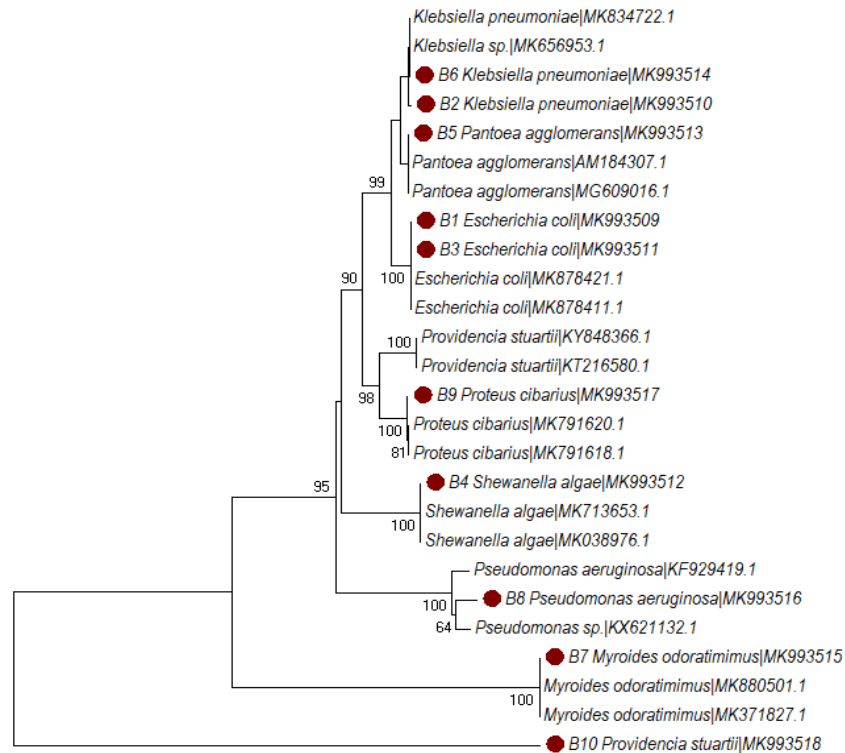 Klebsiella pneumoniae|MK834722.1
Klebsiella sp.|MK656953.1
B6 Klebsiella pneumoniae|MK993514
B2 Klebsiella pneumoniae|MK993510
B5 Pantoea agglomerans|MK993513
Pantoea agglomerans|AM184307.1
99
Pantoea agglomerans|MG609016.1
B1 Escherichia coli|MK993509
B3 Escherichia coli|MK993511
90
100
Escherichia coli|MK878421.1
Escherichia coli|MK878411.1
100
Providencia stuartii|KY848366.1
Providencia stuartii|KT216580.1
98
B9 Proteus cibarius|MK993517
100
Proteus cibarius|MK791620.1
81
Proteus cibarius|MK791618.1
95
B4 Shewanella algae|MK993512
100
Shewanella algae|MK713653.1
Shewanella algae|MK038976.1
Pseudomonas aeruginosa|KF929419.1
100
B8 Pseudomonas aeruginosa|MK993516
64
Pseudomonas sp.|KX621132.1
B7 Myroides odoratimimus|MK993515
100
Myroides odoratimimus|MK880501.1
Myroides odoratimimus|MK371827.1
B10 Providencia stuartii|MK993518